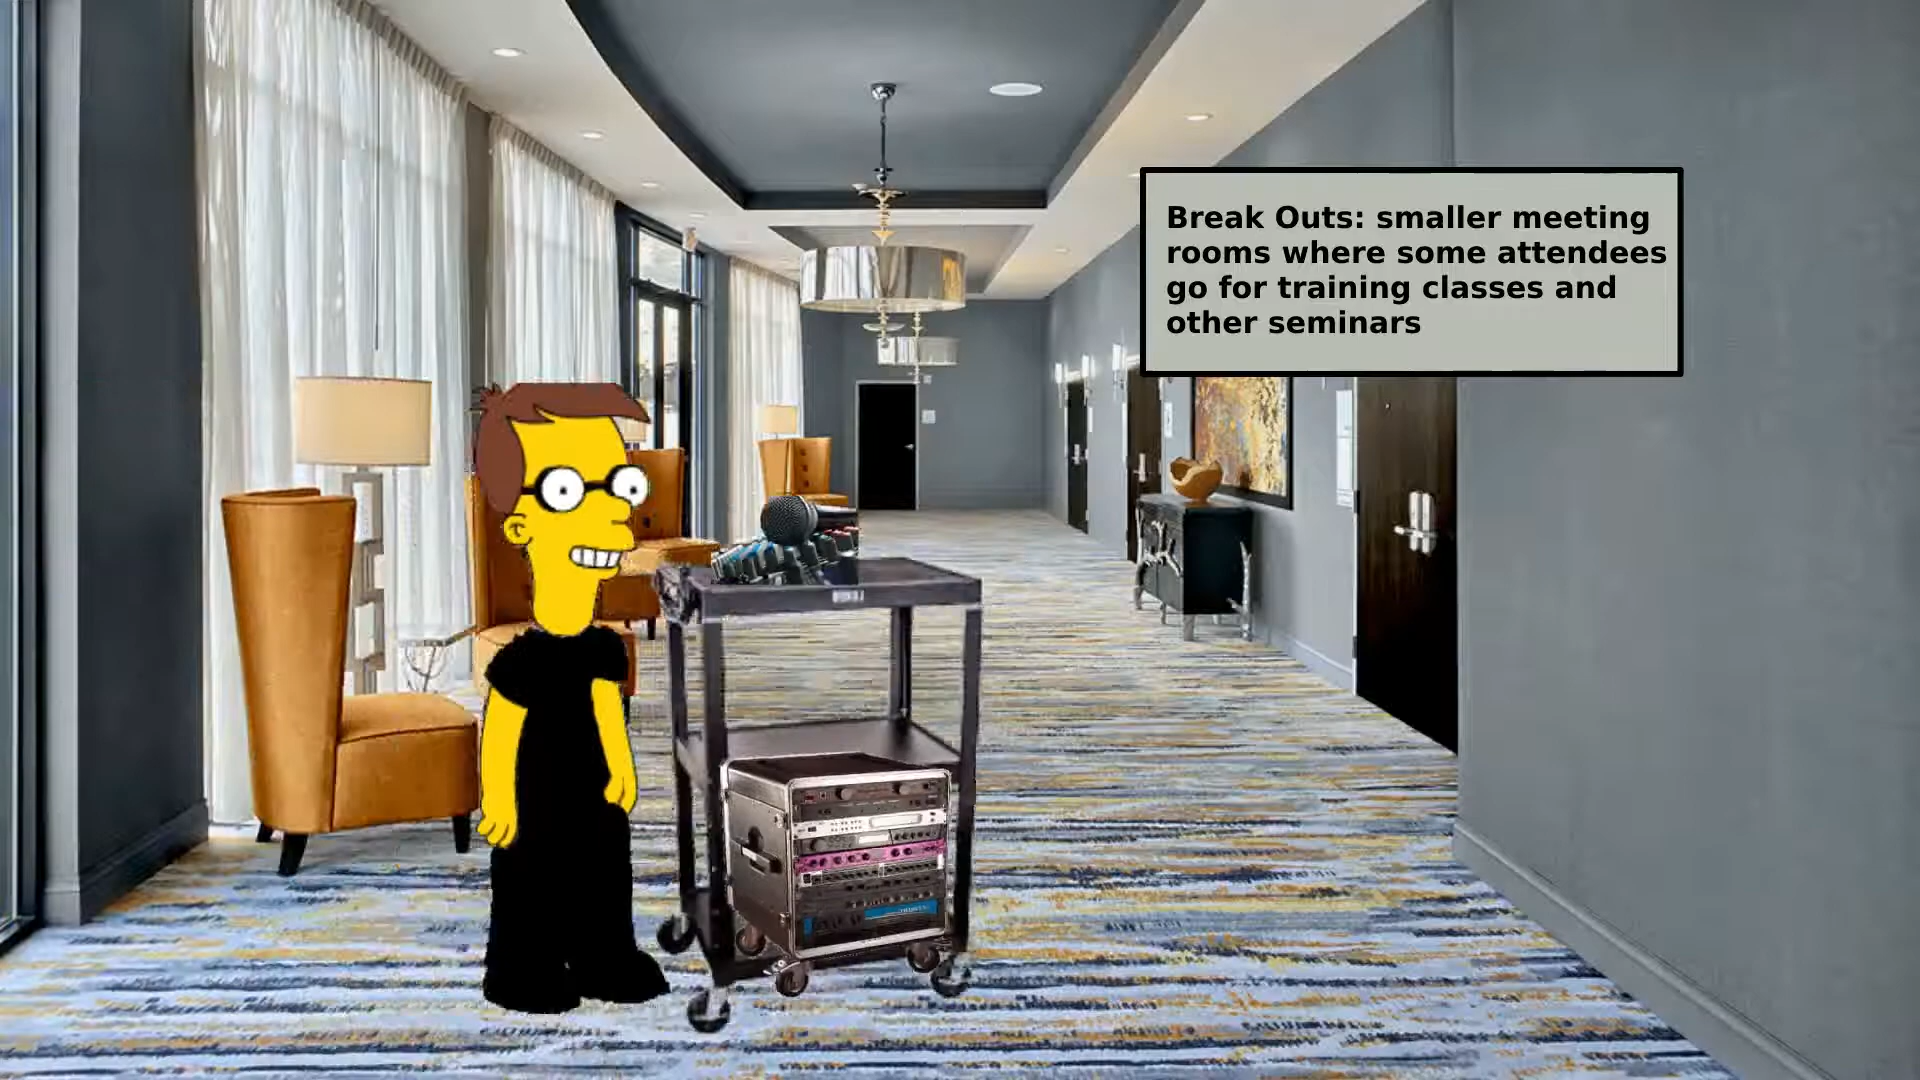 Break Outs: smaller meeting
rooms where some attendees
go for training classes and
other seminars